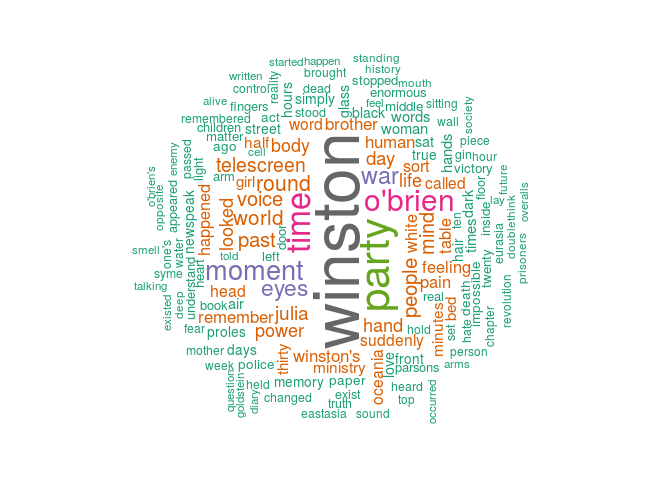 standing
started happen
history
written brought
stopped
mouth
control reality hours dead glass enormous
alive fingers simply feel middle sitting
remembered act stood black words wall society
children street word brother woman
matter half body human sat hands piece
ago cell telescreen day true gin hour
enemy passed light arm girl round war sort victory
o'brien's life called future
opposite appeared newspeak happened looked voice time winston o'brien floor lay overalls
world party mind white table times dark inside doublethink
one's past door ten eurasia
smell water told left hair prisoners
syme understand heart moment people feeling twenty
talking eyes pain impossible
existed deep book air head real bed death revolution
remember julia hand minutes set hate chapter
fear proles power suddenly hold
mother days thirty winston's love front person
week police ministry oceania parsons arms
question goldstein diary held memory paper heard
changed exist top occurred
truth
eastasia sound